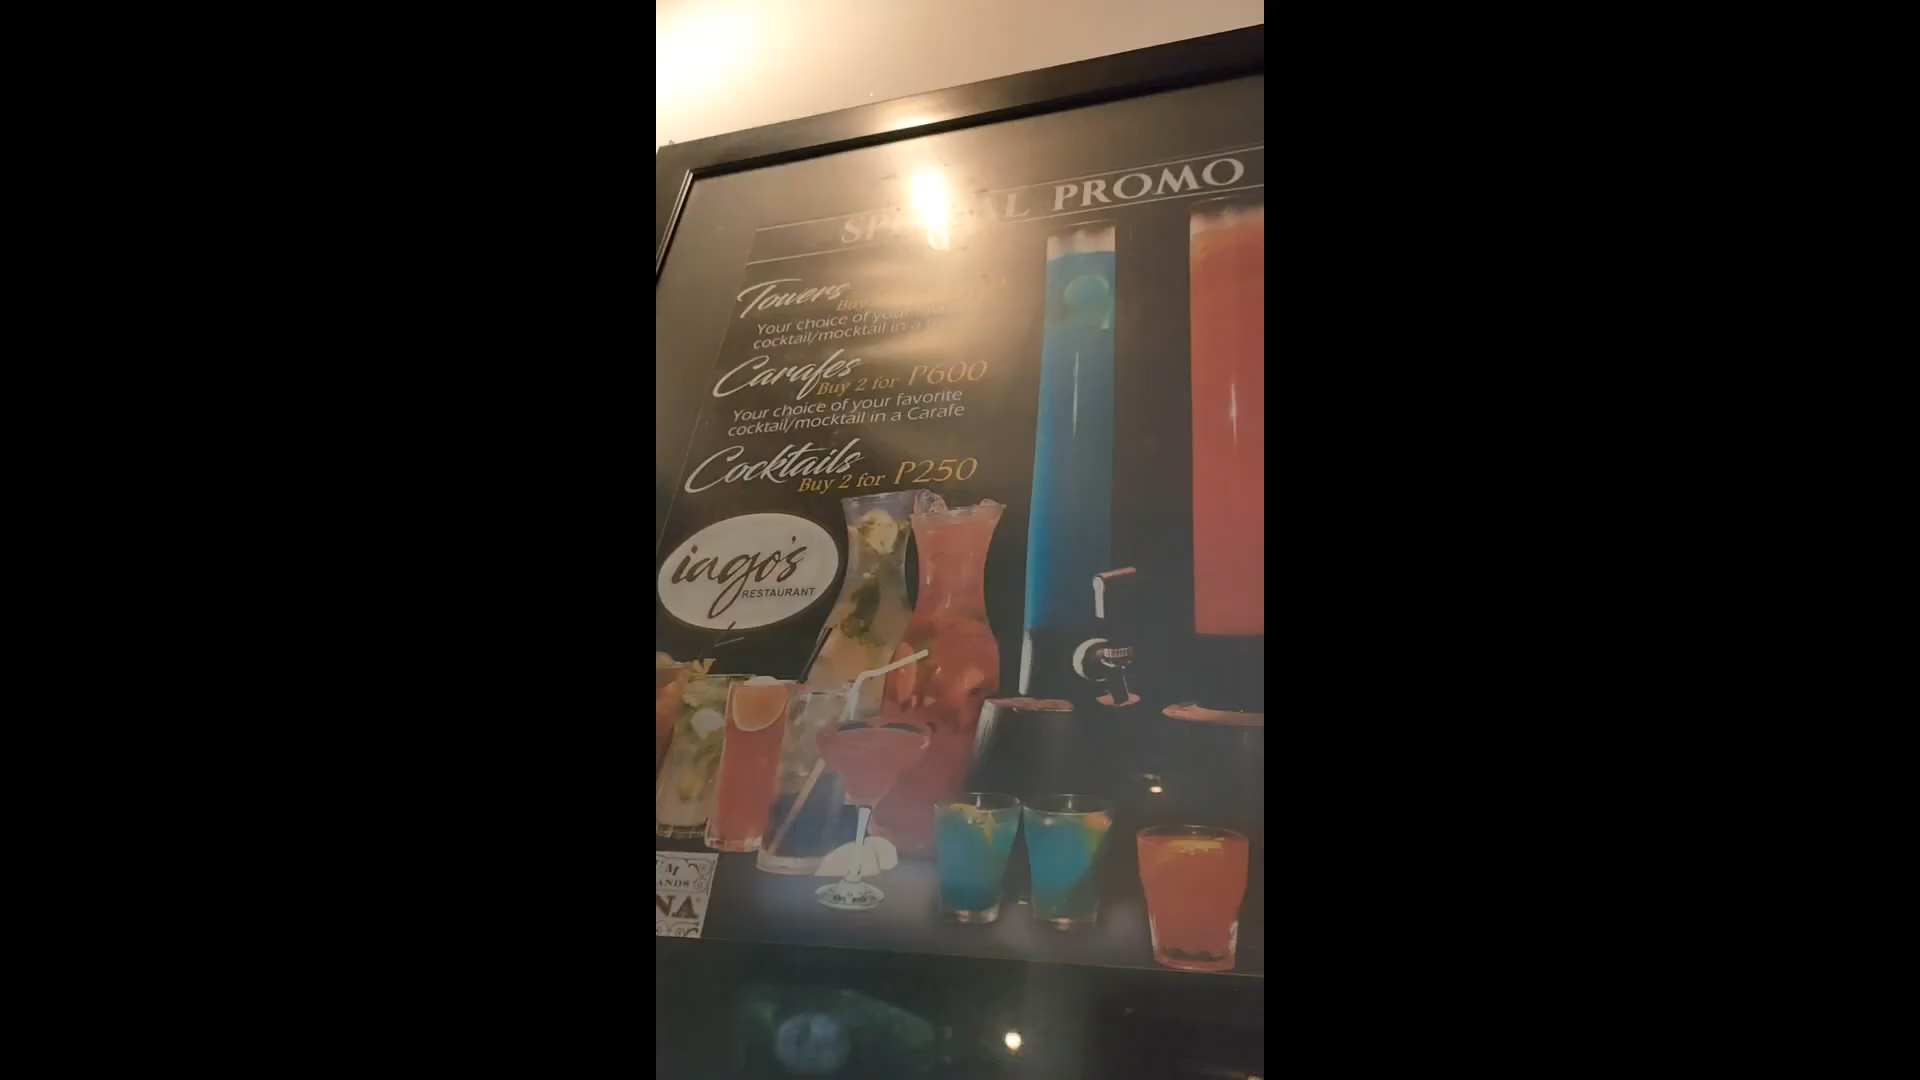 PROMO
Towers
Buy
Your choice of your
cocktail/mocktail in a
Carafes
Buy 2 for P600
Your choice of your favorite
cocktail/mocktail in a Carafe
Cocktails
Buy 2 for P250
iago's
RESTAURANT